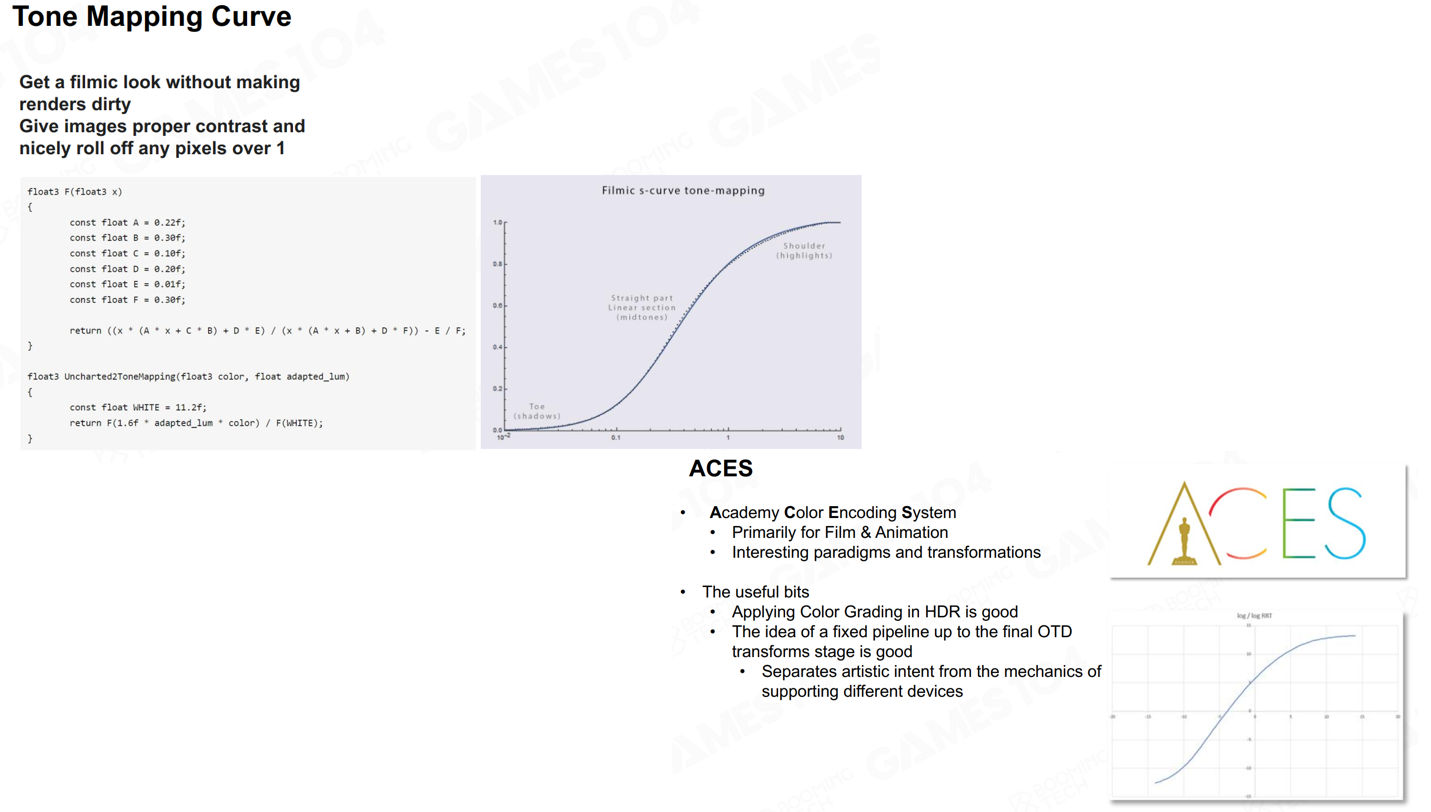 Tone Mapping Curve
Get a filmic look without making
renders dirty
Give images proper contrast and
nicely roll off any pixels over 1
float3 F(float3 x)
{
const float A = 0.22f;
const float B = 0.30f;
const float C = 0.10f;
const float D = 0.20f;
const float E = 0.01f;
const float F = 0.30f;
return ((x * (A * x + C * B) + D * E) / (x * (A * x + B) + D * F)) - E / F;
}
float3 Uncharted2ToneMapping(float3 color, float adapted_lum)
{
const float WHITE = 11.2f;
return F(1.6f * adapted_lum * color) / F(WHITE);
}
Filmic s-curve tone-mapping
1.0
Shoulder
(highlights)
0.8
Straight part
Linear section
(midtones)
0.6
0.4
0.2
Toe
(shadows)
0.0
10⁻² 0.1 1 10
ACES
• Academy Color Encoding System
• Primarily for Film & Animation
• Interesting paradigms and transformations
• The useful bits
• Applying Color Grading in HDR is good
• The idea of a fixed pipeline up to the final OTD
transforms stage is good
• Separates artistic intent from the mechanics of
supporting different devices
ACES
log / log RRT
GAMES104
BOOMING
TECH